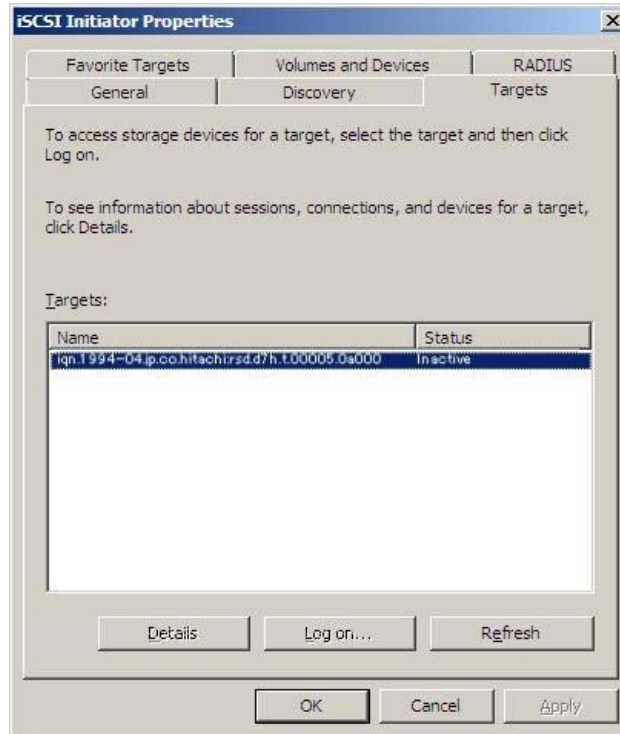 iSCSI Initiator Properties
Favorite Targets
Volumes and Devices
RADIUS
General
Discovery
Targets
To access storage devices for a target, select the target and then click
Log on.
To see information about sessions, connections, and devices for a target,
click Details.
Targets:
Name
Status
iqn.1994-04.jp.co.hitachi:rsd.d7h.t.00005.0a000
Inactive
Details
Log on...
Refresh
OK
Cancel
Apply